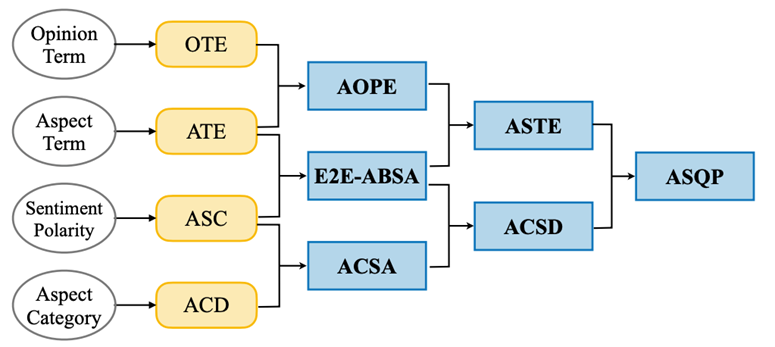 Opinion
Term
OTE
AOPE
Aspect
Term
ATE
ASTE
E2E-ABSA
ASQP
Sentiment
Polarity
ASC
ACSD
ACSA
Aspect
Category
ACD